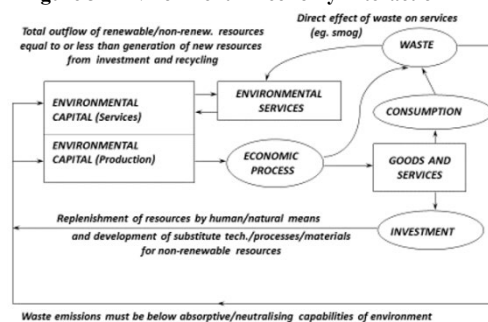 Total outflow of renewable/non-renew. resources
equal to or less than generation of new resources
from investment and recycling
Direct effect of waste on services
(eg. smog)
WASTE
ENVIRONMENTAL
CAPITAL (Services)
ENVIRONMENTAL
SERVICES
CONSUMPTION
ENVIRONMENTAL
CAPITAL (Production)
ECONOMIC
PROCESS
GOODS AND
SERVICES
Replenishment of resources by human/natural means
and development of substitute tech./processes/materials
for non-renewable resources
INVESTMENT
Waste emissions must be below absorptive/neutralising capabilities of environment